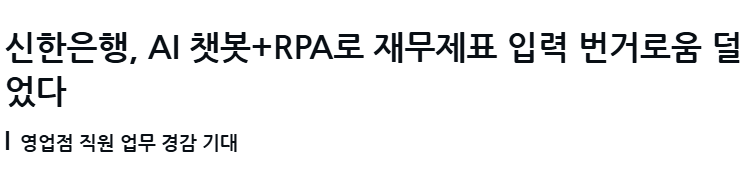 신한은행, AI 챗봇+RPA로 재무제표 입력 번거로움 덜
었다
영업점 직원 업무 경감 기대